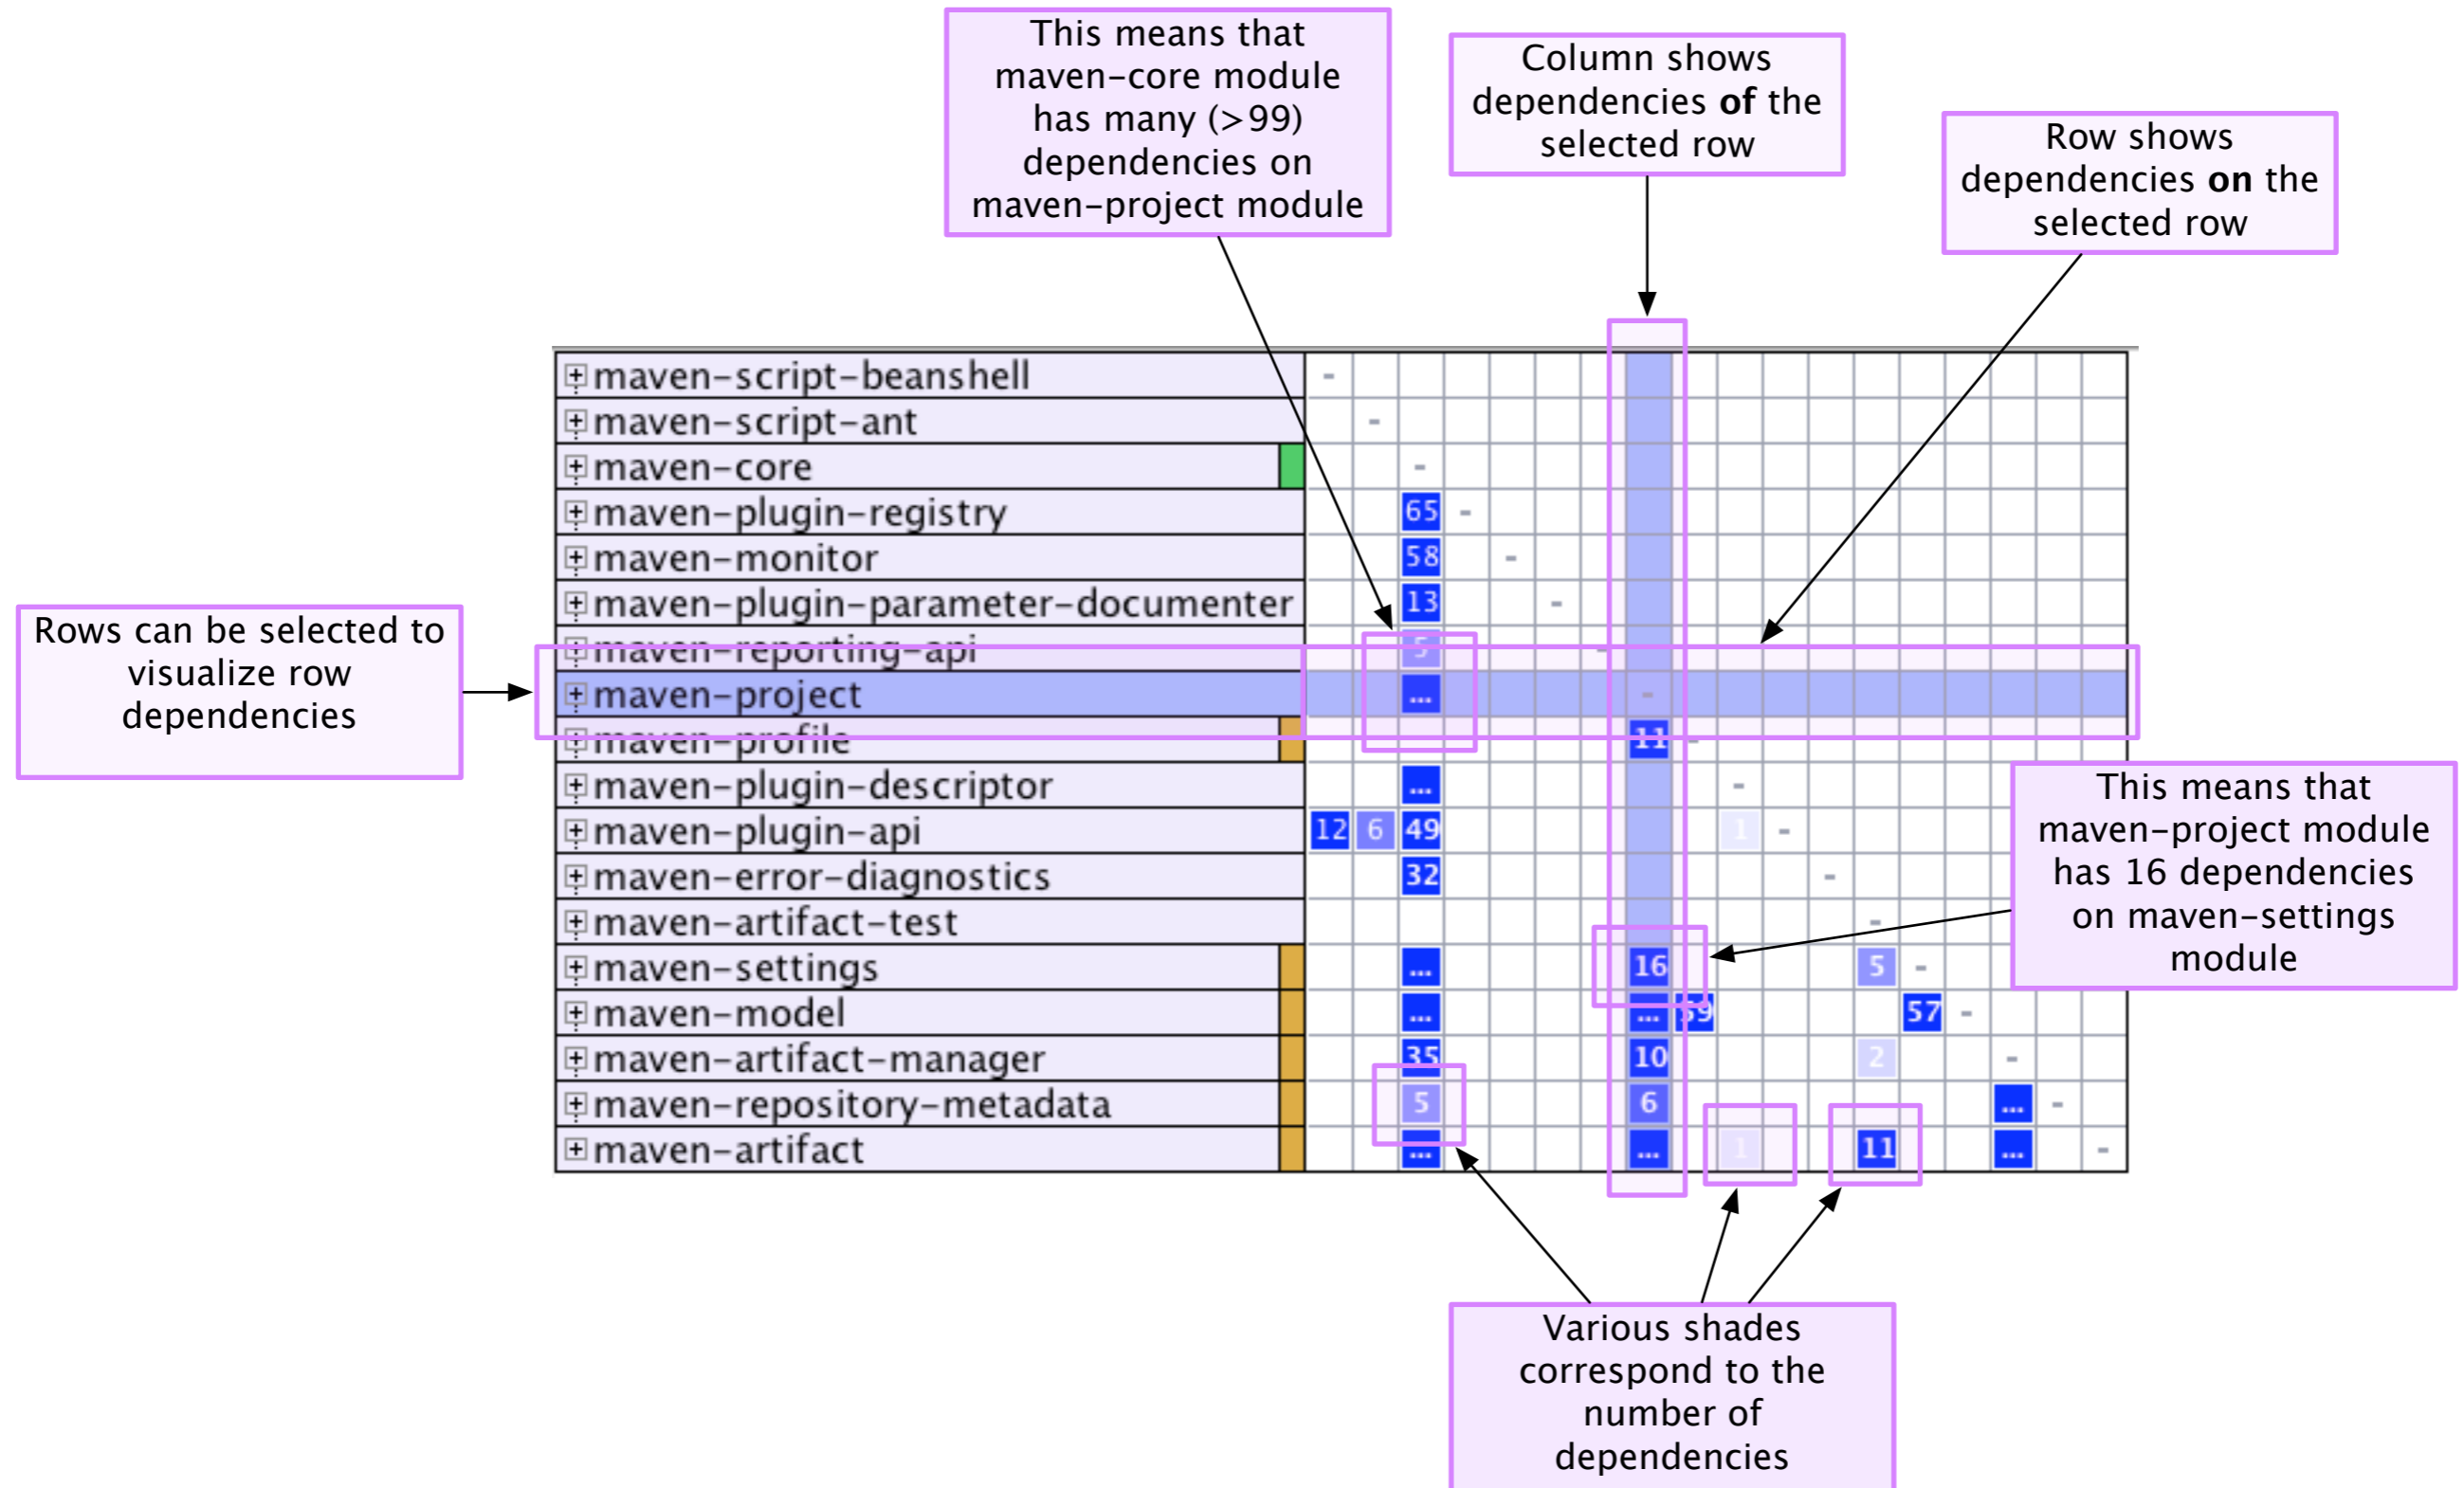 This means that
maven-core module
has many (>99)
dependencies on
maven-project module
Column shows
dependencies of the
selected row
Row shows
dependencies on the
selected row
Rows can be selected to
visualize row
dependencies
maven-script-beanshell -
maven-script-ant -
maven-core -
maven-plugin-registry 65 -
maven-monitor 58 -
maven-plugin-parameter-documenter 13 -
maven-reporting-api 5 -
maven-project ... -
maven-profile 11 -
maven-plugin-descriptor ... -
maven-plugin-api 12 6 49 1 -
maven-error-diagnostics 32 -
maven-artifact-test -
maven-settings ... 16 5 -
maven-model ... ... 59 57 -
maven-artifact-manager 35 10 2 -
maven-repository-metadata 5 6 ... -
maven-artifact ... ... 1 11 ... -
This means that
maven-project module
has 16 dependencies
on maven-settings
module
Various shades
correspond to the
number of
dependencies